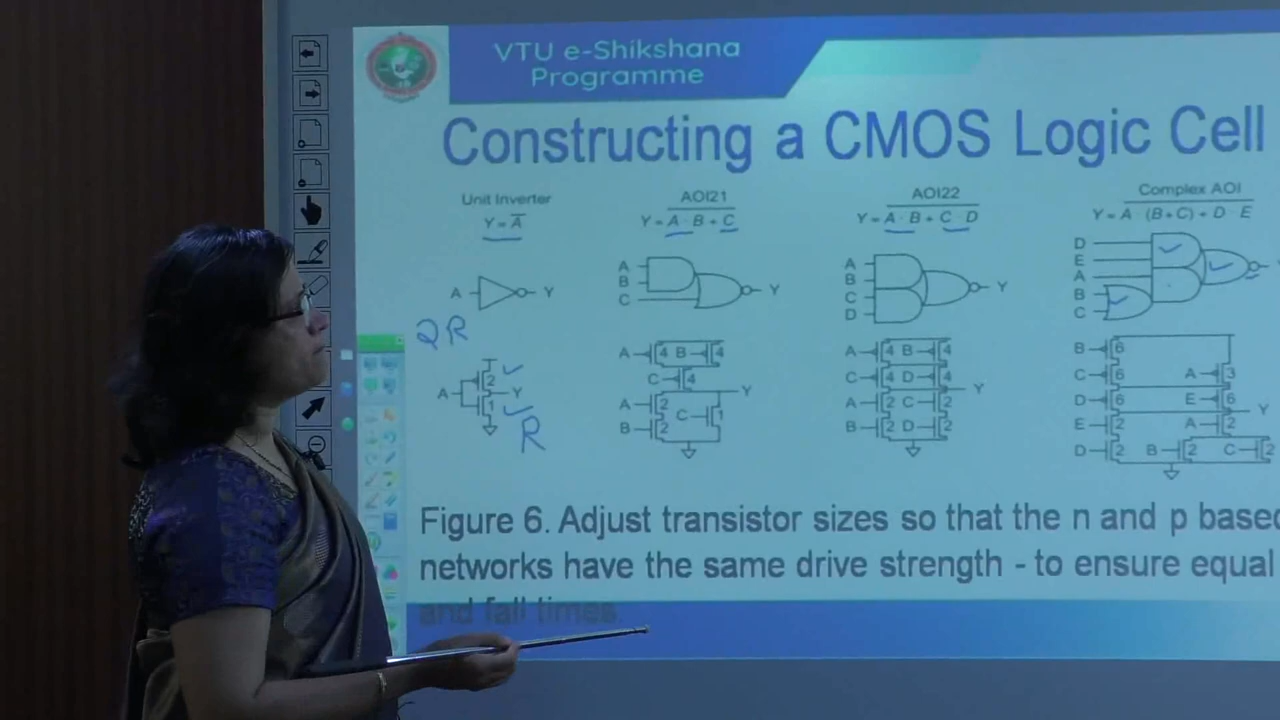 VTU e-Shikshana
Programme
Constructing a CMOS Logic Cell
Unit Inverter
Y = A
AOI21
Y = A · B + C
AOI22
Y = A · B + C · D
Complex AOI
Y = A · (B + C) + D · E
A Y
A
B
C
Y
A
B
C
D
Y
D
E
A
B
C
2R
A 2 Y
1
R
A 4 B 4
C 4
Y
A 2 C 1
B 2
A 4 B 4
C 4 D 4
Y
A 2 C 2
B 2 D 2
B 6
C 6 A 3
D 6 E 6
Y
E 2 A 2
D 2 B 2 C 2
Figure 6. Adjust transistor sizes so that the n and p base
networks have the same drive strength - to ensure equal
and fall times.